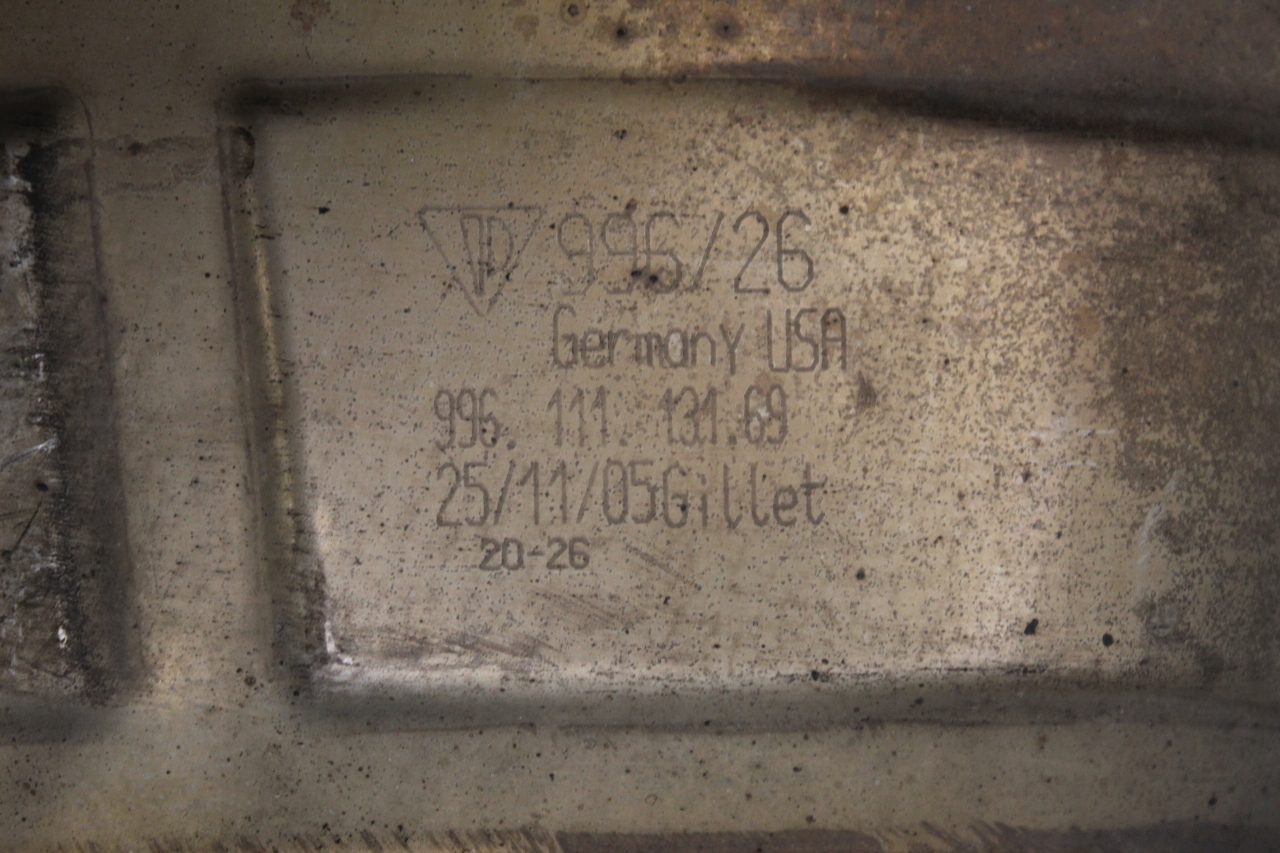 996/26
Germany USA
996. 111. 131.69
25/11/05Gillet
20-26